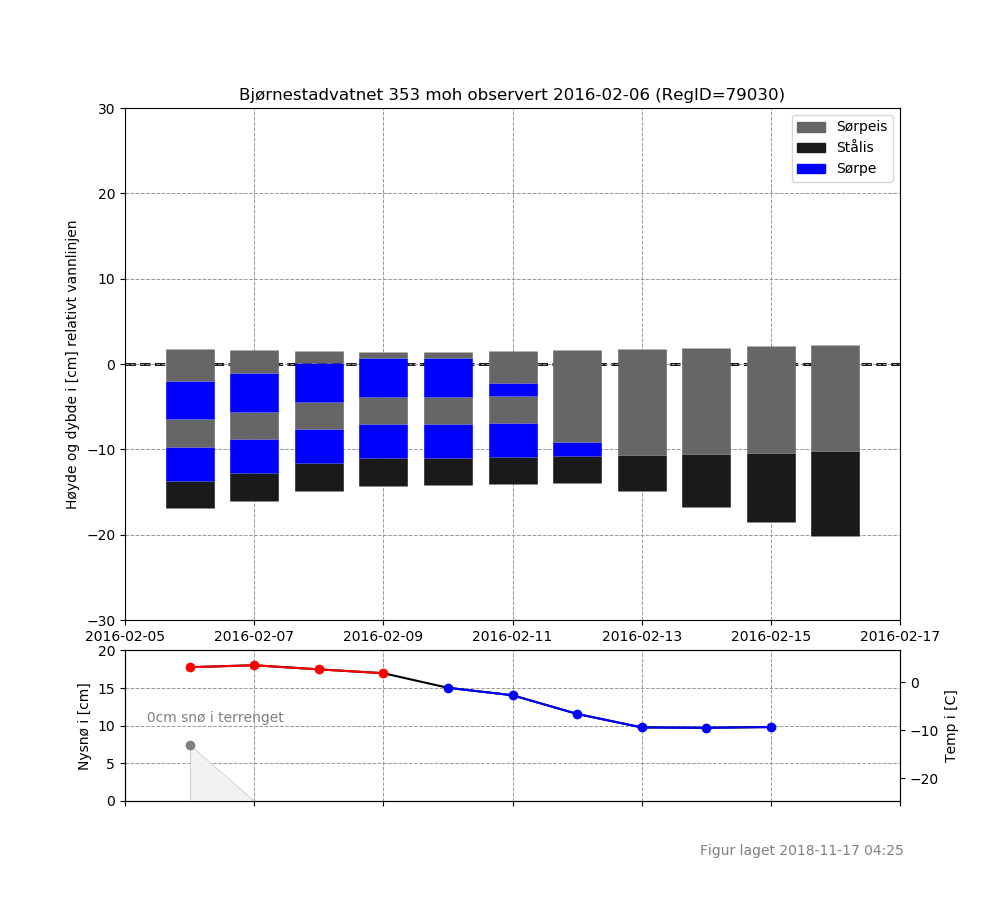 Bjørnestadvatnet 353 moh observert 2016-02-06 (RegID=79030)
Sørpeis
Stålis
Sørpe
Høyde og dybde i [cm] relativt vannlinjen
30
20
10
0
−10
−20
−30
2016-02-05 2016-02-07 2016-02-09 2016-02-11 2016-02-13 2016-02-15 2016-02-17
Nysnø i [cm]
20
15
10
5
0
0cm snø i terrenget
0
−10
−20
Temp i [C]
Figur laget 2018-11-17 04:25